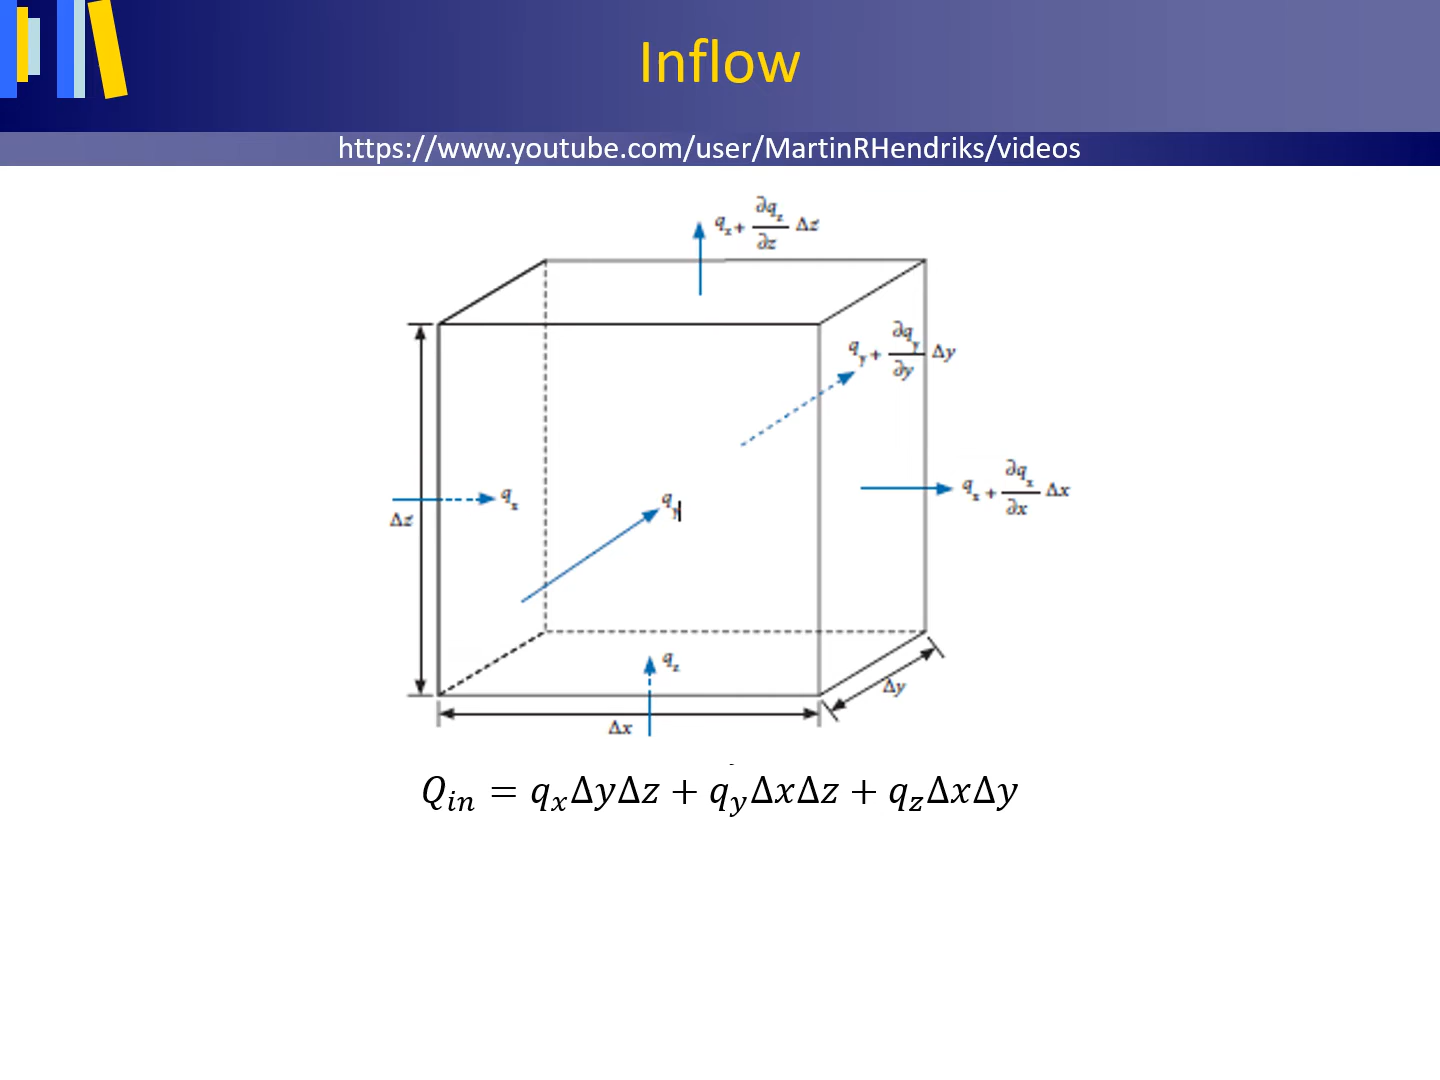 Inflow
https://www.youtube.com/user/MartinRHendriks/videos
q_z + ∂q_z/∂z Δz
q_y + ∂q_y/∂y Δy
q_x + ∂q_x/∂x Δx
q_x
q_y
Δz
q_z
Δy
Δx
Q_in = q_xΔyΔz + q_yΔxΔz + q_zΔxΔy